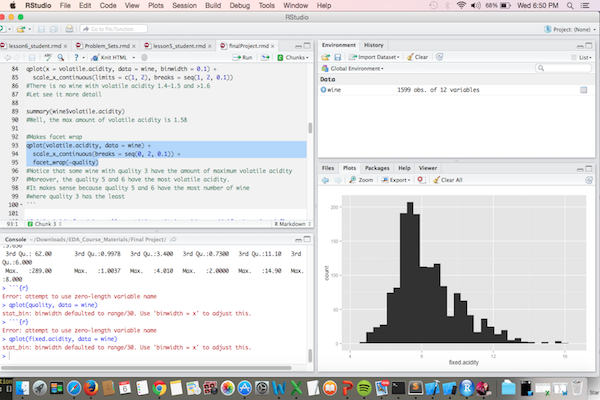 RStudio File Edit Code View Plots Session Build Debug Tools Window Help 68% Wed 6:50 PM
RStudio
Go to file/function Project: (None)
lesson6_student.rmd Problem_Sets.rmd lesson5_student.rmd finalProject.rmd
ABC Knit HTML Run Chunks
84 qplot(x = volatile.acidity, data = wine, binwidth = 0.1) +
85 scale_x_continuous(limits = c(1, 2), breaks = seq(1, 2, 0.1))
86 #There is no wine with volatile acidity 1.4-1.5 and >1.6
87 #Let see it more detail
88
89 summary(wine$volatile.acidity)
90 #Well, the max amount of volatile acidity is 1.58
91
92 #Makes facet wrap
93 qplot(volatile.acidity, data = wine) +
94 scale_x_continuous(breaks = seq(0, 2, 0.1)) +
95 facet_wrap(~quality)
96 #Notice that some wine with quality 3 have the amount of maximum volatile acidity
97 #Moreover, the quality 5 and 6 have the most volatile acidity.
98 #It makes sense because quality 5 and 6 have the most number of wine
99 #where quality 3 has the least
100 ```
101
93:1 Chunk 3 R Markdown
Console ~/Downloads/EDA_Course_Materials/Final Project/
3rd Qu.: 62.00 3rd Qu.:0.9978 3rd Qu.:3.400 3rd Qu.:0.7300 3rd Qu.:11.10 3rd
Qu.:6.000
Max. :289.00 Max. :1.0037 Max. :4.010 Max. :2.0000 Max. :14.90 Max.
:8.000
> ```{r}
Error: attempt to use zero-length variable name
> qplot(quality, data = wine)
stat_bin: binwidth defaulted to range/30. Use 'binwidth = x' to adjust this.
> ```{r}
Error: attempt to use zero-length variable name
> qplot(fixed.acidity, data = wine)
stat_bin: binwidth defaulted to range/30. Use 'binwidth = x' to adjust this.
>
Environment History
Import Dataset Clear List
Global Environment
Data
wine 1599 obs. of 12 variables
Files Plots Packages Help Viewer
Zoom Export Clear All
200
150
100
50
0
count
4 8 12 16
fixed.acidity